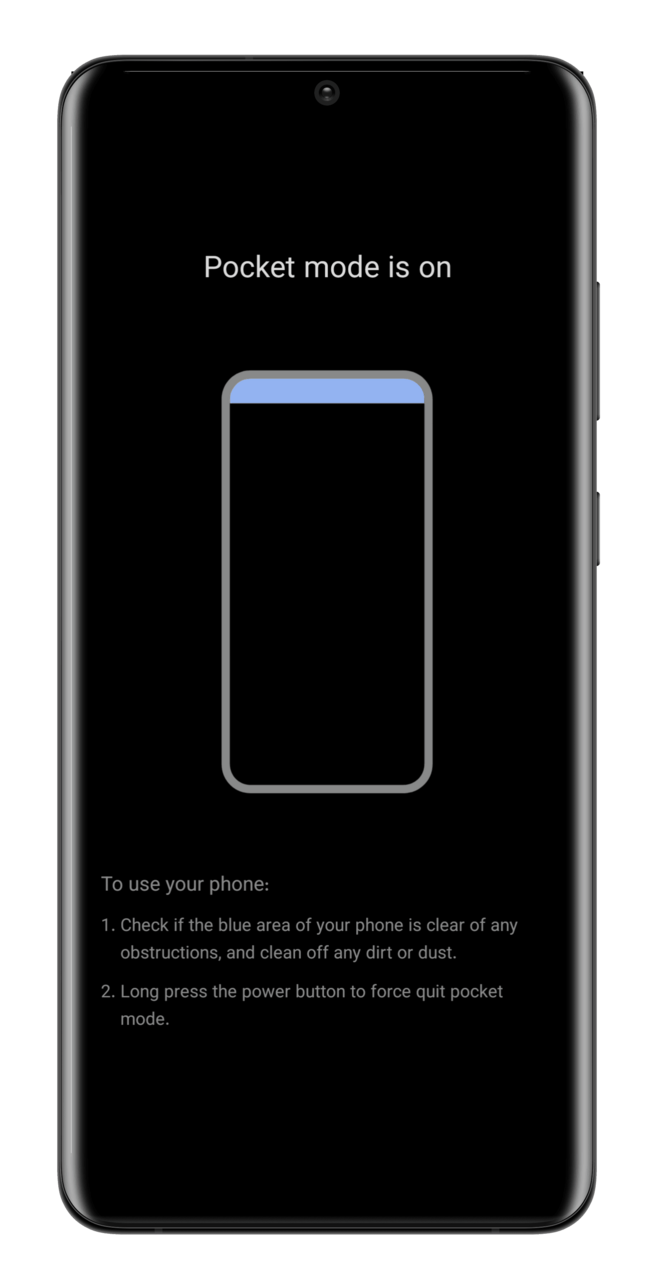 Pocket mode is on
To use your phone:
1. Check if the blue area of your phone is clear of any
obstructions, and clean off any dirt or dust.
2. Long press the power button to force quit pocket
mode.